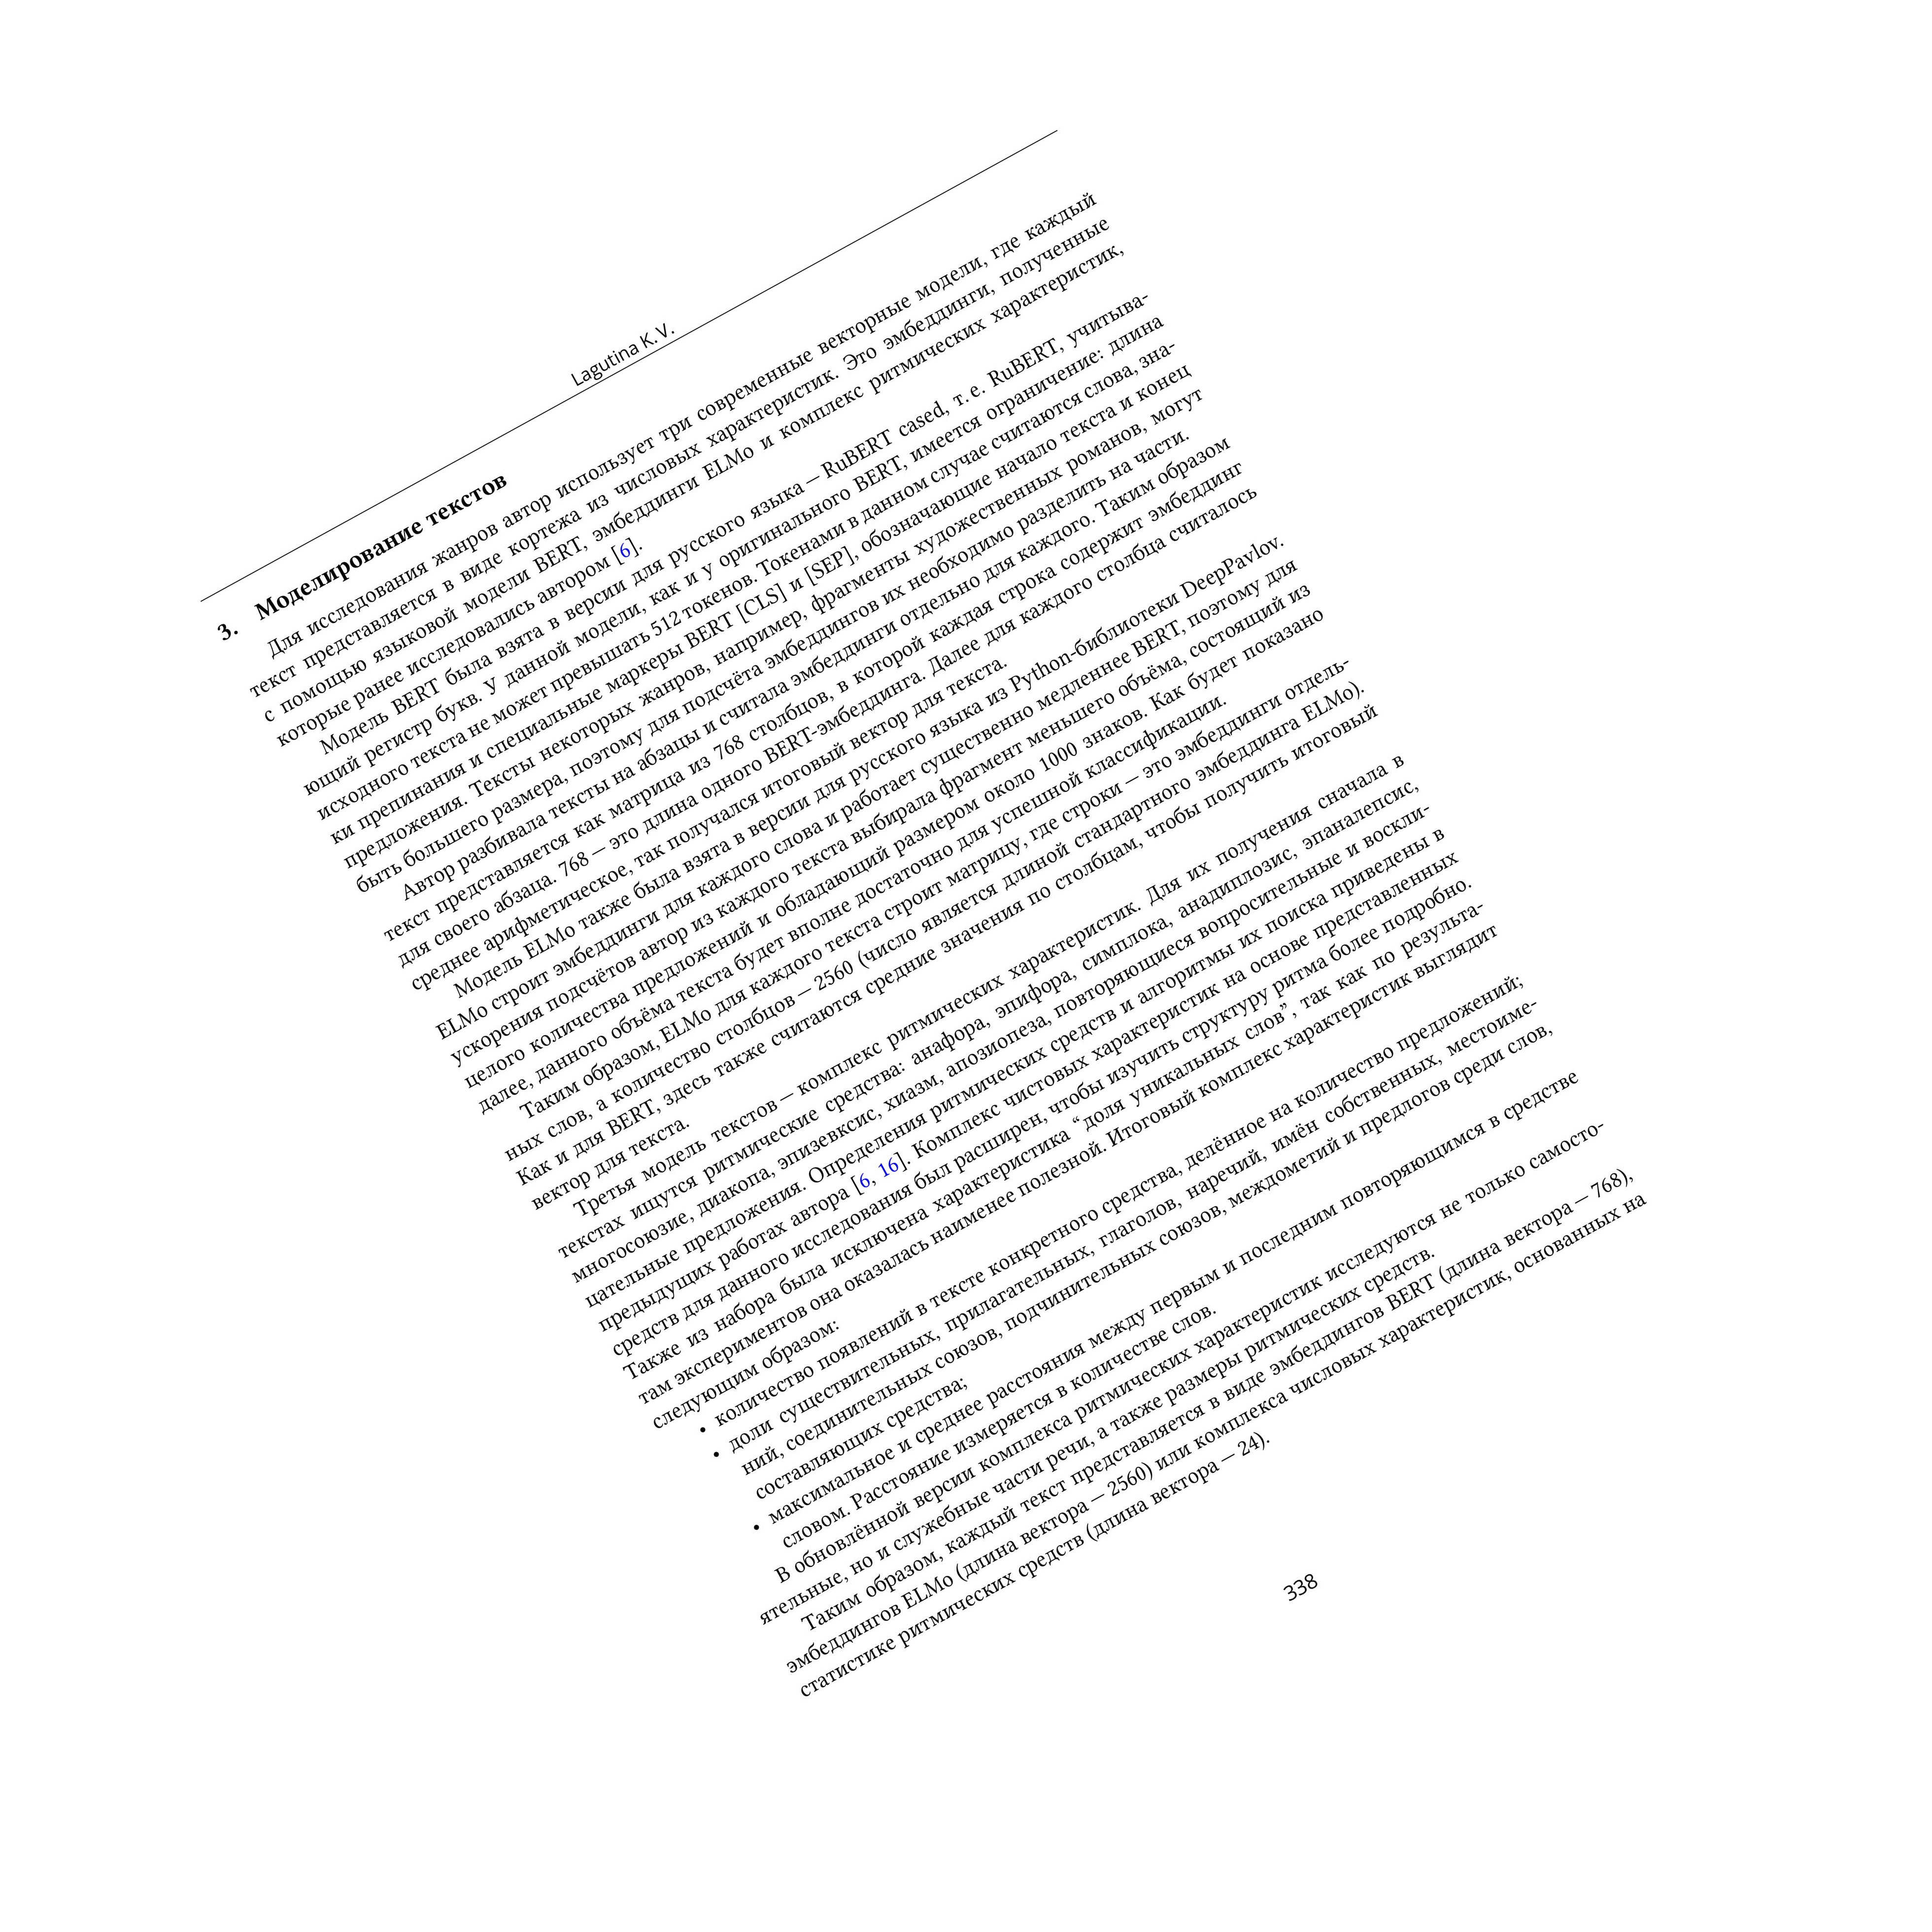 Lagutina K. V.
3. Моделирование текстов
Для исследования жанров автор использует три современные векторные модели, где каждый
текст представляется в виде кортежа из числовых характеристик. Это эмбеддинги, полученные
с помощью языковой модели BERT, эмбеддинги ELMo и комплекс ритмических характеристик,
которые ранее исследовались автором [6].
Модель BERT была взята в версии для русского языка – RuBERT cased, т. е. RuBERT, учитыва-
ющий регистр букв. У данной модели, как и у оригинального BERT, имеется ограничение: длина
исходного текста не может превышать 512 токенов. Токенами в данном случае считаются слова, зна-
ки препинания и специальные маркеры BERT [CLS] и [SEP], обозначающие начало текста и конец
предложения. Тексты некоторых жанров, например, фрагменты художественных романов, могут
быть большего размера, поэтому для подсчёта эмбеддингов их необходимо разделить на части.
Автор разбивала тексты на абзацы и считала эмбеддинги отдельно для каждого. Таким образом
текст представляется как матрица из 768 столбцов, в которой каждая строка содержит эмбеддинг
для своего абзаца. 768 – это длина одного BERT-эмбеддинга. Далее для каждого столбца считалось
среднее арифметическое, так получался итоговый вектор для текста.
Модель ELMo также была взята в версии для русского языка из Python-библиотеки DeepPavlov.
ELMo строит эмбеддинги для каждого слова и работает существенно медленнее BERT, поэтому для
ускорения подсчётов автор из каждого текста выбирала фрагмент меньшего объёма, состоящий из
целого количества предложений и обладающий размером около 1000 знаков. Как будет показано
далее, данного объёма текста будет вполне достаточно для успешной классификации.
Таким образом, ELMo для каждого текста строит матрицу, где строки – это эмбеддинги отдель-
ных слов, а количество столбцов – 2560 (число является длиной стандартного эмбеддинга ELMo).
Как и для BERT, здесь также считаются средние значения по столбцам, чтобы получить итоговый
вектор для текста.
Третья модель текстов – комплекс ритмических характеристик. Для их получения сначала в
текстах ищутся ритмические средства: анафора, эпифора, симплока, анадиплозис, эпаналепсис,
многосоюзие, диакопа, эпизевксис, хиазм, апозиопеза, повторяющиеся вопросительные и воскли-
цательные предложения. Определения ритмических средств и алгоритмы их поиска приведены в
предыдущих работах автора [6, 16]. Комплекс чистовых характеристик на основе представленных
средств для данного исследования был расширен, чтобы изучить структуру ритма более подробно.
Также из набора была исключена характеристика “доля уникальных слов”, так как по результа-
там экспериментов она оказалась наименее полезной. Итоговый комплекс характеристик выглядит
следующим образом:
• количество появлений в тексте конкретного средства, делённое на количество предложений;
• доли существительных, прилагательных, глаголов, наречий, имён собственных, местоиме-
ний, соединительных союзов, подчинительных союзов, междометий и предлогов среди слов,
составляющих средства;
• максимальное и среднее расстояния между первым и последним повторяющимся в средстве
словом. Расстояние измеряется в количестве слов.
В обновлённой версии комплекса ритмических характеристик исследуются не только самосто-
ятельные, но и служебные части речи, а также размеры ритмических средств.
Таким образом, каждый текст представляется в виде эмбеддингов BERT (длина вектора – 768),
эмбеддингов ELMo (длина вектора – 2560) или комплекса числовых характеристик, основанных на
статистике ритмических средств (длина вектора – 24).
338